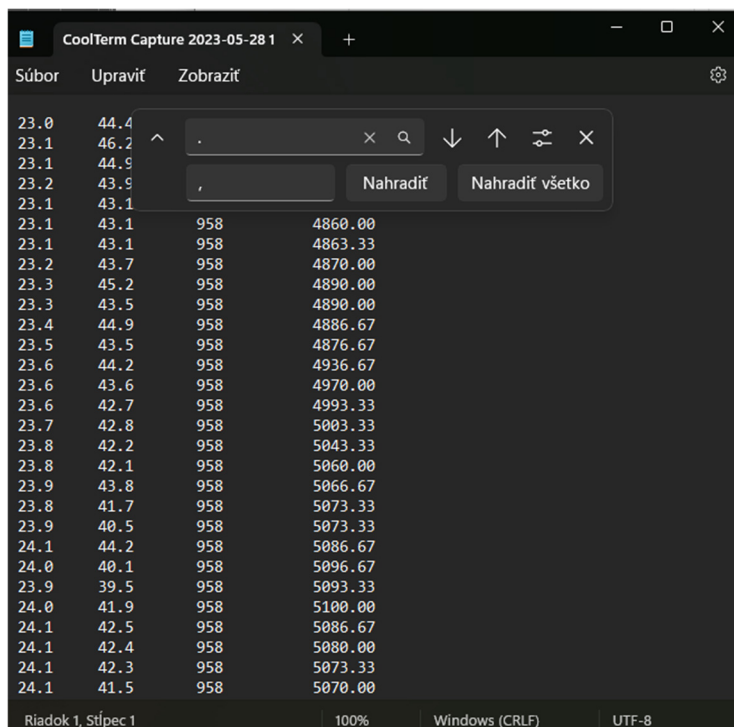 CoolTerm Capture 2023-05-28 1
Súbor Upraviť Zobraziť
.
,
Nahradiť Nahradiť všetko
23.0 44.4
23.1 46.2
23.1 44.9
23.2 43.9
23.1 43.1
23.1 43.1 958 4860.00
23.1 43.1 958 4863.33
23.2 43.7 958 4870.00
23.3 45.2 958 4890.00
23.3 43.5 958 4890.00
23.4 44.9 958 4886.67
23.5 43.5 958 4876.67
23.6 44.2 958 4936.67
23.6 43.6 958 4970.00
23.6 42.7 958 4993.33
23.7 42.8 958 5003.33
23.8 42.2 958 5043.33
23.8 42.1 958 5060.00
23.9 43.8 958 5066.67
23.8 41.7 958 5073.33
23.9 40.5 958 5073.33
24.1 44.2 958 5086.67
24.0 40.1 958 5096.67
23.9 39.5 958 5093.33
24.0 41.9 958 5100.00
24.1 42.5 958 5086.67
24.1 42.4 958 5080.00
24.1 42.3 958 5073.33
24.1 41.5 958 5070.00
Riadok 1, Stĺpec 1 100% Windows (CRLF) UTF-8